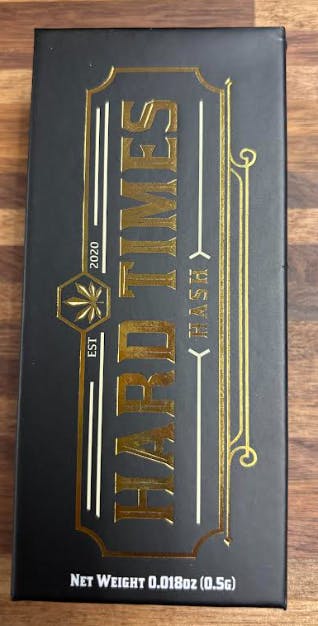 EST 2020
HARD TIMES
HASH
NET WEIGHT 0.018OZ (0.5G)